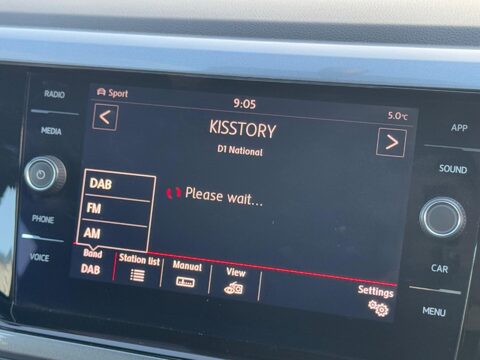 RADIO
MEDIA
PHONE
VOICE
Sport
9:05
5.0°C
<
KISSTORY
>
D1 National
Please wait...
DAB
FM
AM
Band
DAB
Station list
Manual
View
Settings
APP
SOUND
CAR
MENU